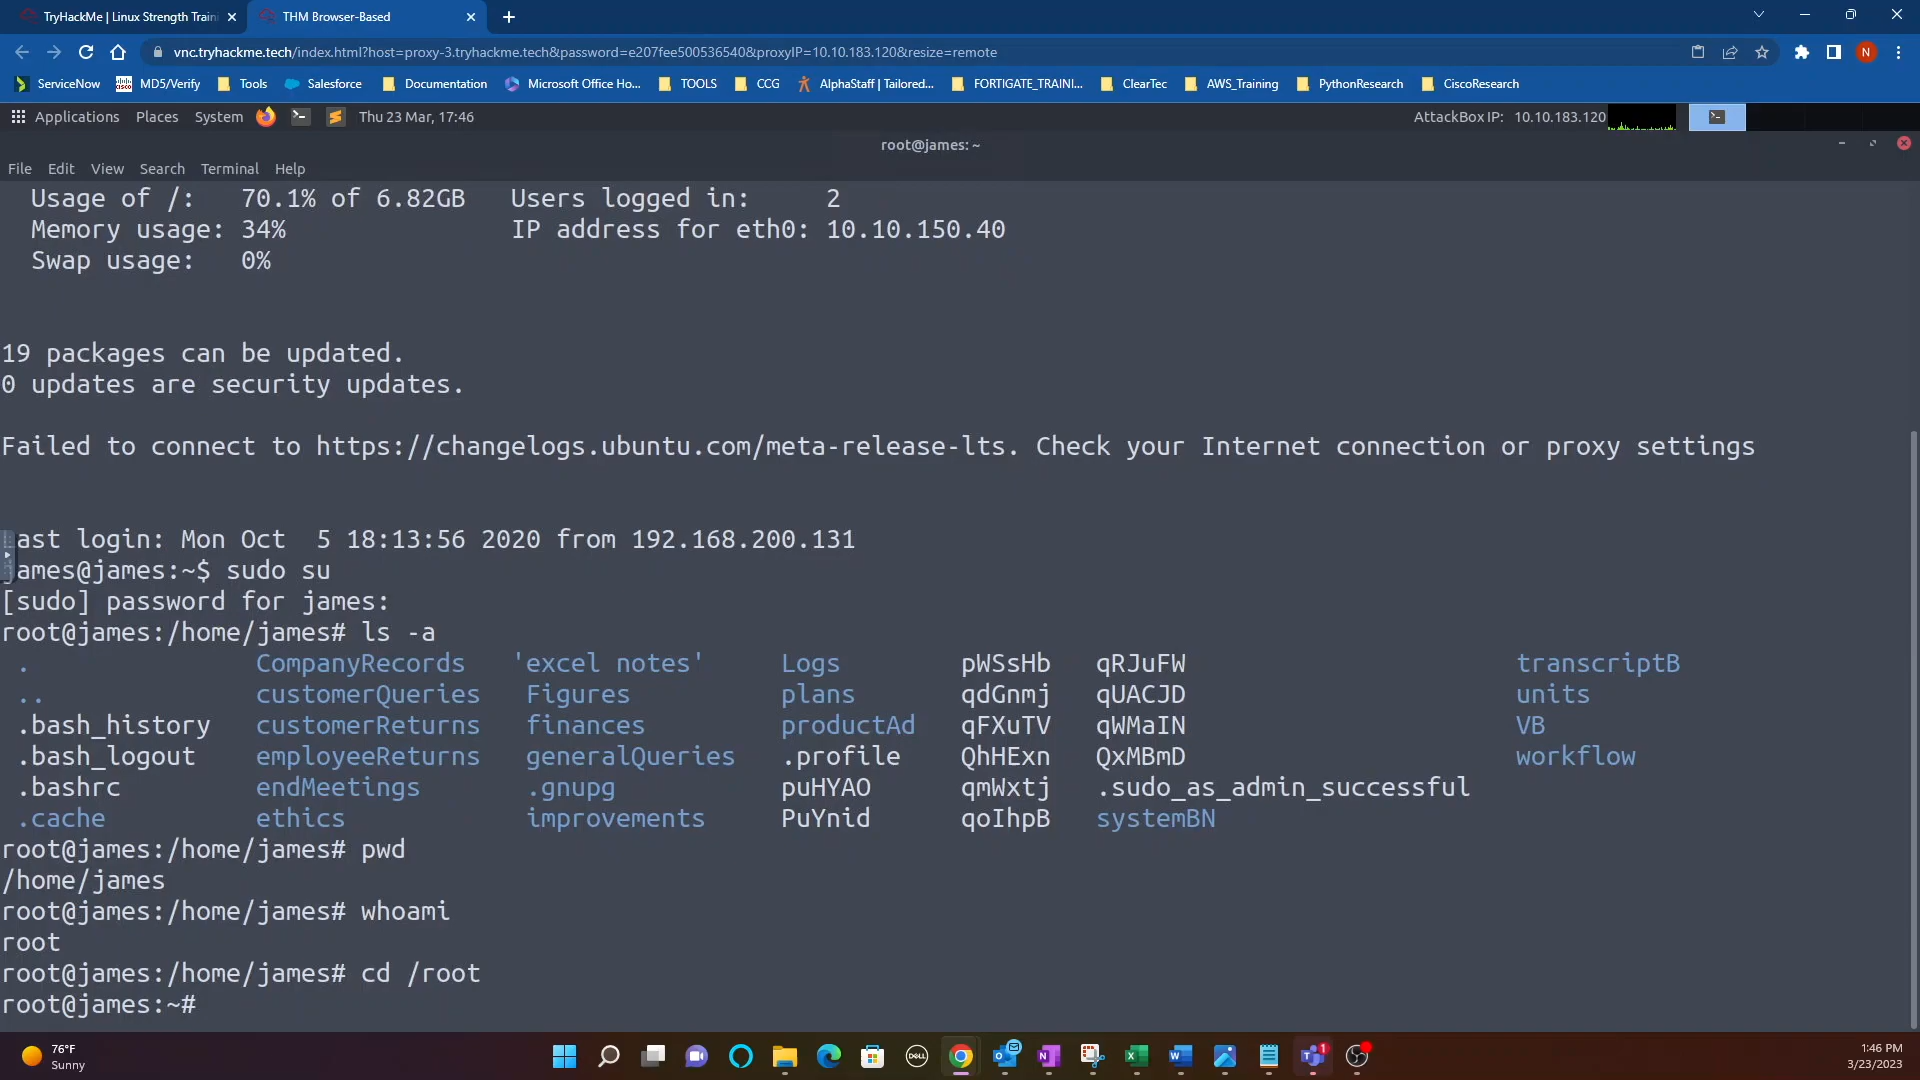 TryHackMe | Linux Strength Traini
THM Browser-Based
vnc.tryhackme.tech/index.html?host=proxy-3.tryhackme.tech&password=e207fee500536540&proxyIP=10.10.183.120&resize=remote
N
ServiceNow
MD5/Verify
Tools
Salesforce
Documentation
Microsoft Office Ho...
TOOLS
CCG
AlphaStaff | Tailored...
FORTIGATE_TRAINI...
ClearTec
AWS_Training
PythonResearch
CiscoResearch
Applications Places System Thu 23 Mar, 17:46 AttackBox IP: 10.10.183.120
root@james: ~
File Edit View Search Terminal Help
Usage of /: 70.1% of 6.82GB Users logged in: 2
Memory usage: 34% IP address for eth0: 10.10.150.40
Swap usage: 0%
19 packages can be updated.
0 updates are security updates.
Failed to connect to https://changelogs.ubuntu.com/meta-release-lts. Check your Internet connection or proxy settings
Last login: Mon Oct 5 18:13:56 2020 from 192.168.200.131
james@james:~$ sudo su
[sudo] password for james:
root@james:/home/james# ls -a
. CompanyRecords 'excel notes' Logs pWSsHb qRJuFW transcriptB
.. customerQueries Figures plans qdGnmj qUACJD units
.bash_history customerReturns finances productAd qFXuTV qWMaIN VB
.bash_logout employeeReturns generalQueries .profile QhHExn QxMBmD workflow
.bashrc endMeetings .gnupg puHYAO qmWxtj .sudo_as_admin_successful
.cache ethics improvements PuYnid qoIhpB systemBN
root@james:/home/james# pwd
/home/james
root@james:/home/james# whoami
root
root@james:/home/james# cd /root
root@james:~#
76°F
Sunny
DELL
1
1:46 PM
3/23/2023